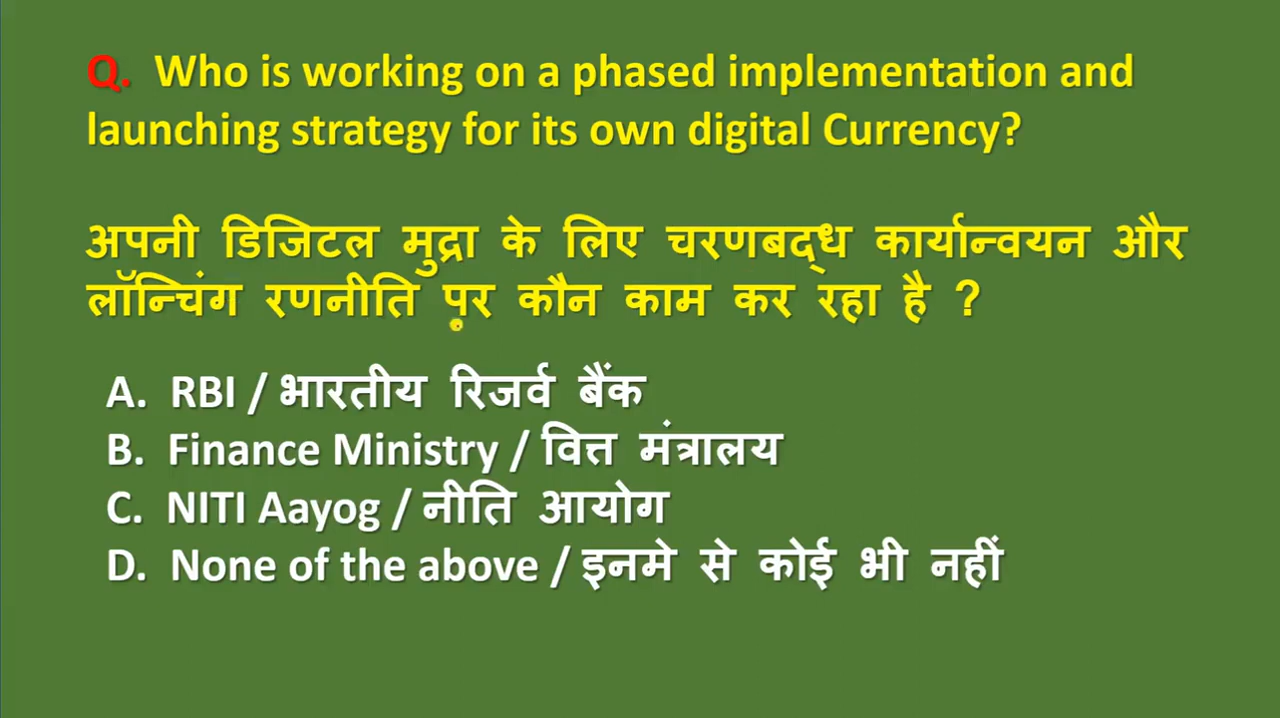 Q. Who is working on a phased implementation and
launching strategy for its own digital Currency?
अपनी डिजिटल मुद्रा के लिए चरणबद्ध कार्यान्वयन और
लॉन्चिंग रणनीति पर कौन काम कर रहा है ?
A. RBI / भारतीय रिजर्व बैंक
B. Finance Ministry / वित्त मंत्रालय
C. NITI Aayog / नीति आयोग
D. None of the above / इनमे से कोई भी नहीं